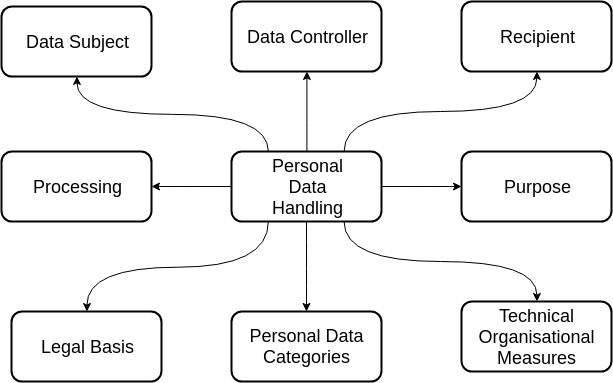 Data Subject
Data Controller
Recipient
Processing
Personal
Data
Handling
Purpose
Legal Basis
Personal Data
Categories
Technical
Organisational
Measures